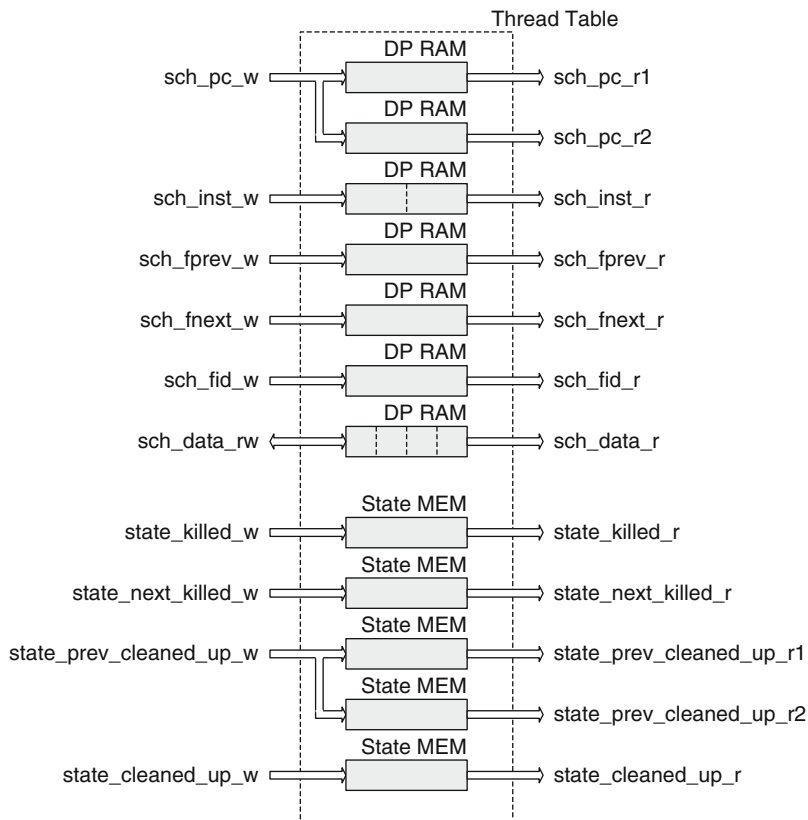 Thread Table
DP RAM
sch_pc_w
sch_pc_r1
DP RAM
sch_pc_r2
DP RAM
sch_inst_w
sch_inst_r
DP RAM
sch_fprev_w
sch_fprev_r
DP RAM
sch_fnext_w
sch_fnext_r
DP RAM
sch_fid_w
sch_fid_r
DP RAM
sch_data_rw
sch_data_r
State MEM
state_killed_w
state_killed_r
State MEM
state_next_killed_w
state_next_killed_r
State MEM
state_prev_cleaned_up_w
state_prev_cleaned_up_r1
State MEM
state_prev_cleaned_up_r2
State MEM
state_cleaned_up_w
state_cleaned_up_r